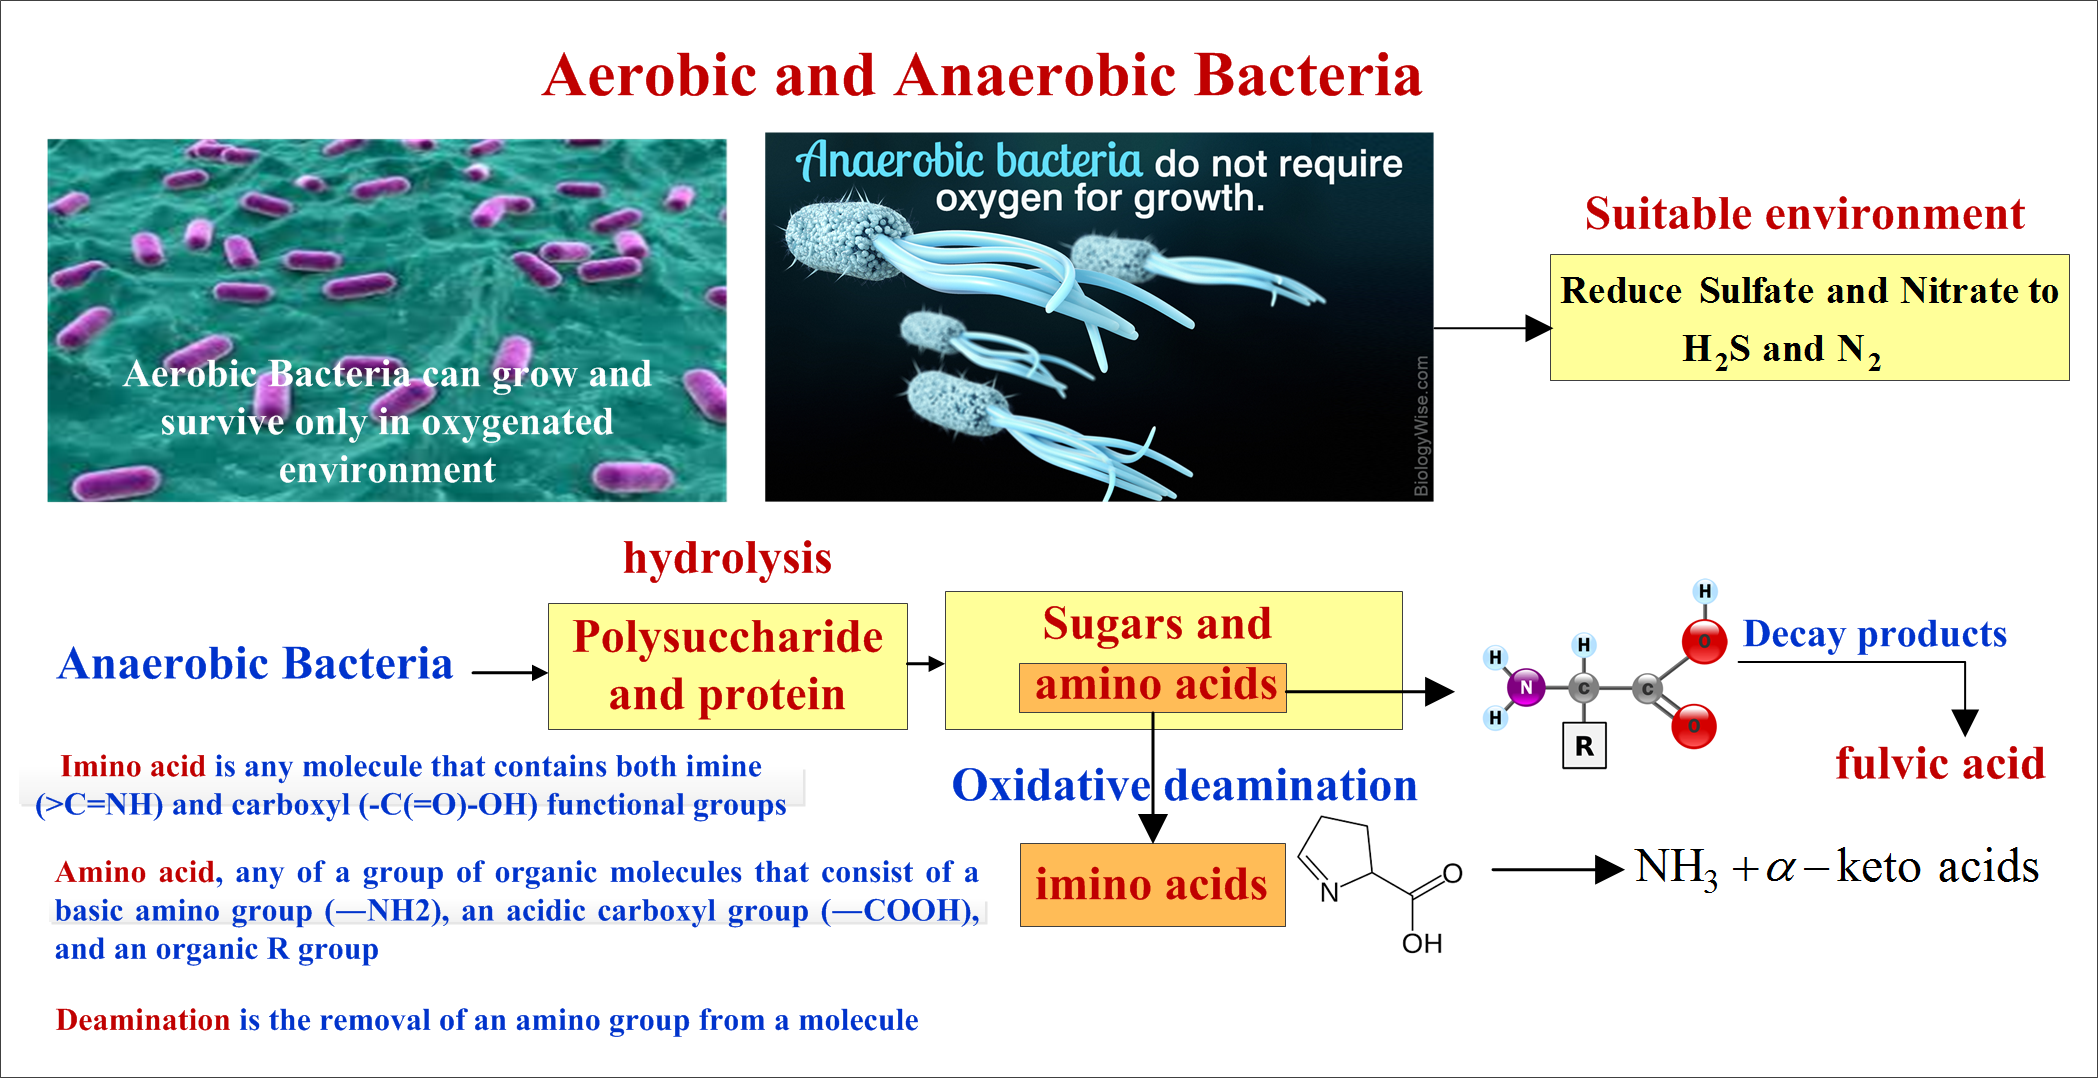 Aerobic and Anaerobic Bacteria
Aerobic Bacteria can grow and
survive only in oxygenated
environment
Anaerobic bacteria do not require
oxygen for growth.
BiologyWise.com
Suitable environment
Reduce Sulfate and Nitrate to
H₂S and N₂
hydrolysis
Anaerobic Bacteria
Polysuccharide
and protein
Sugars and
amino acids
H
H
N
H
C
R
C
O
H
O
Decay products
fulvic acid
Oxidative deamination
imino acids
N
O
OH
NH₃ + α − keto acids
Imino acid is any molecule that contains both imine
(>C=NH) and carboxyl (-C(=O)-OH) functional groups
Amino acid, any of a group of organic molecules that consist of a
basic amino group (—NH2), an acidic carboxyl group (—COOH),
and an organic R group
Deamination is the removal of an amino group from a molecule